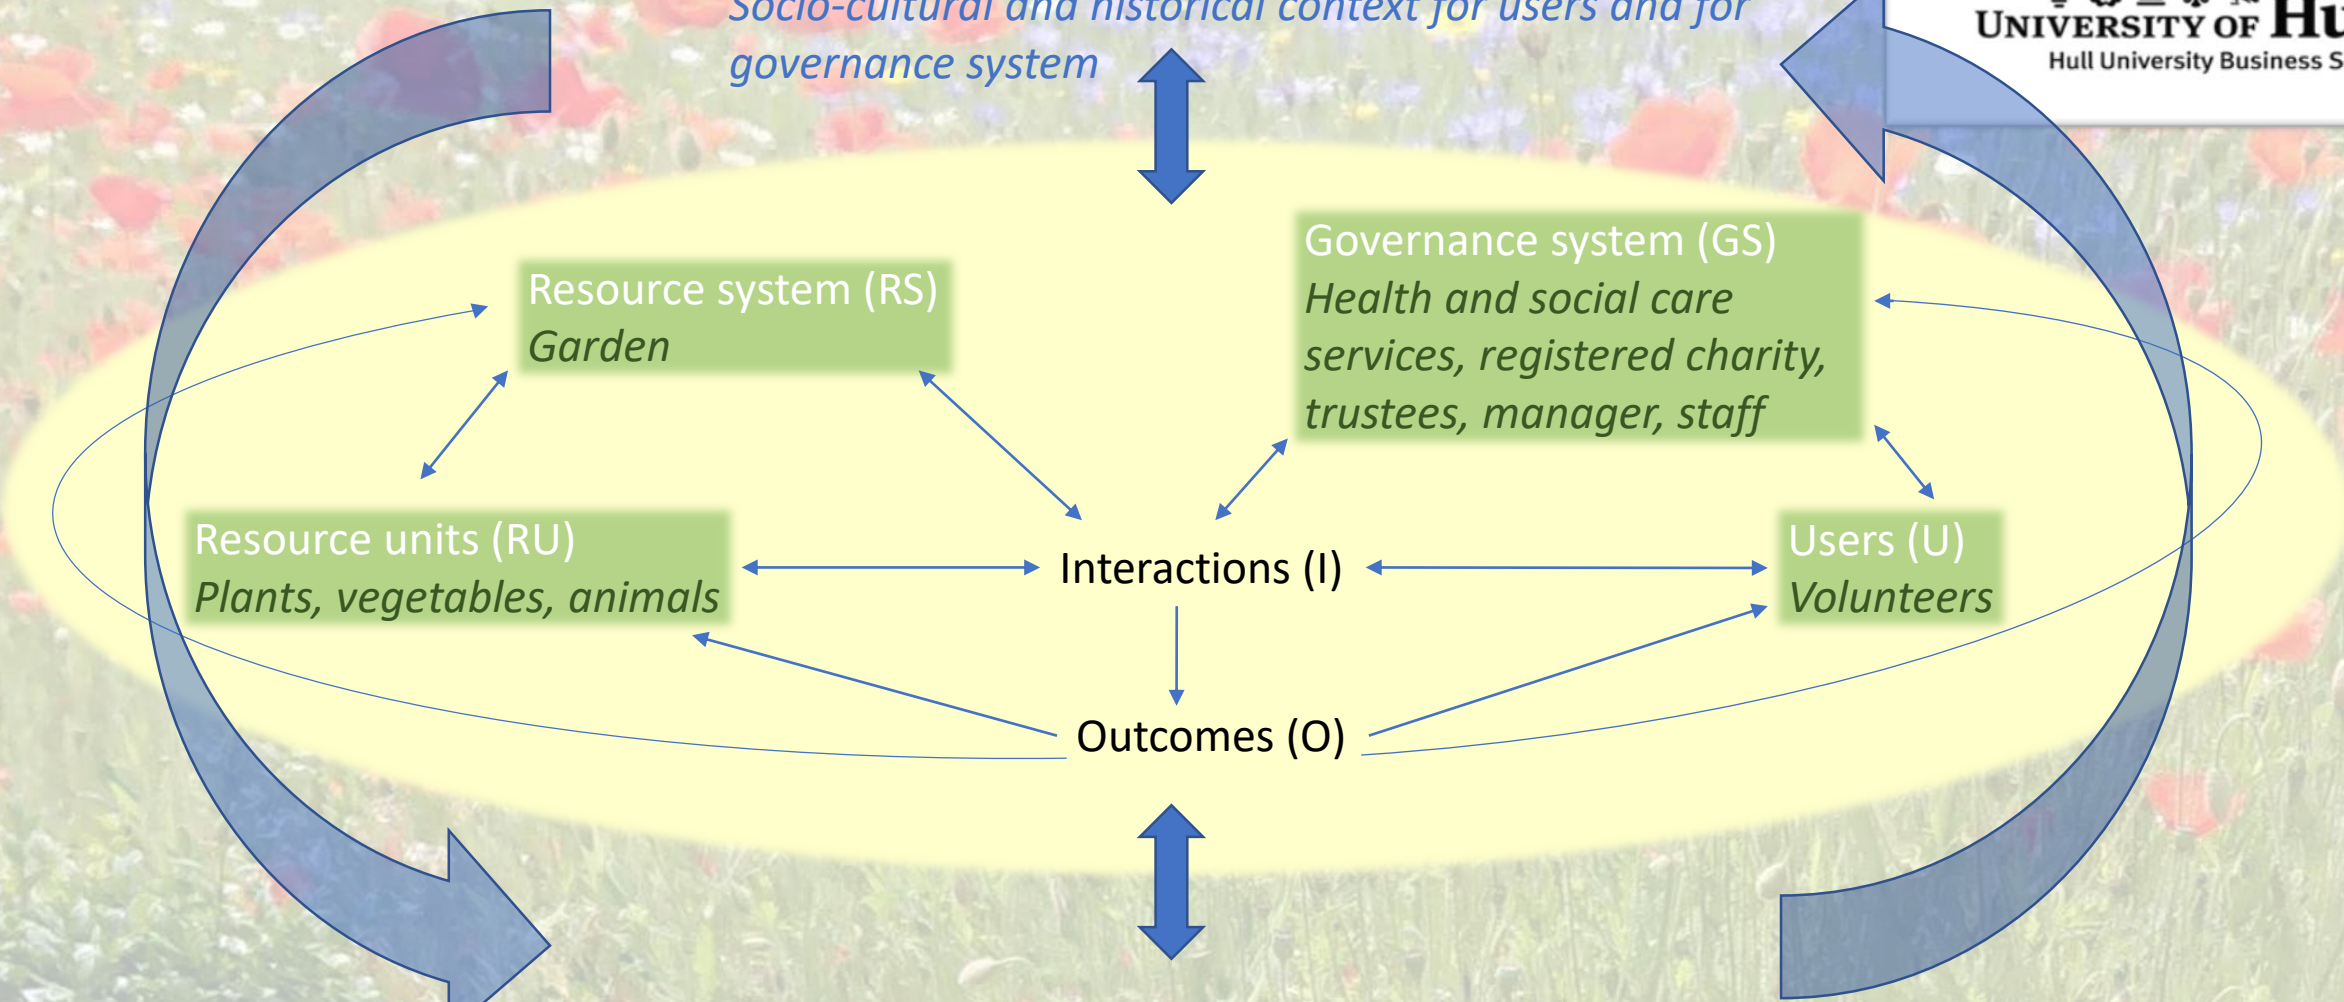 Socio-cultural and historical context for users and for
governance system
UNIVERSITY OF
Hull University Business
Governance system (GS)
Health and social care
services, registered charity,
trustees, manager, staff
Resource system (RS)
Garden
Resource units (RU)
Plants, vegetables, animals
Interactions (I)
Users (U)
Volunteers
Outcomes (O)